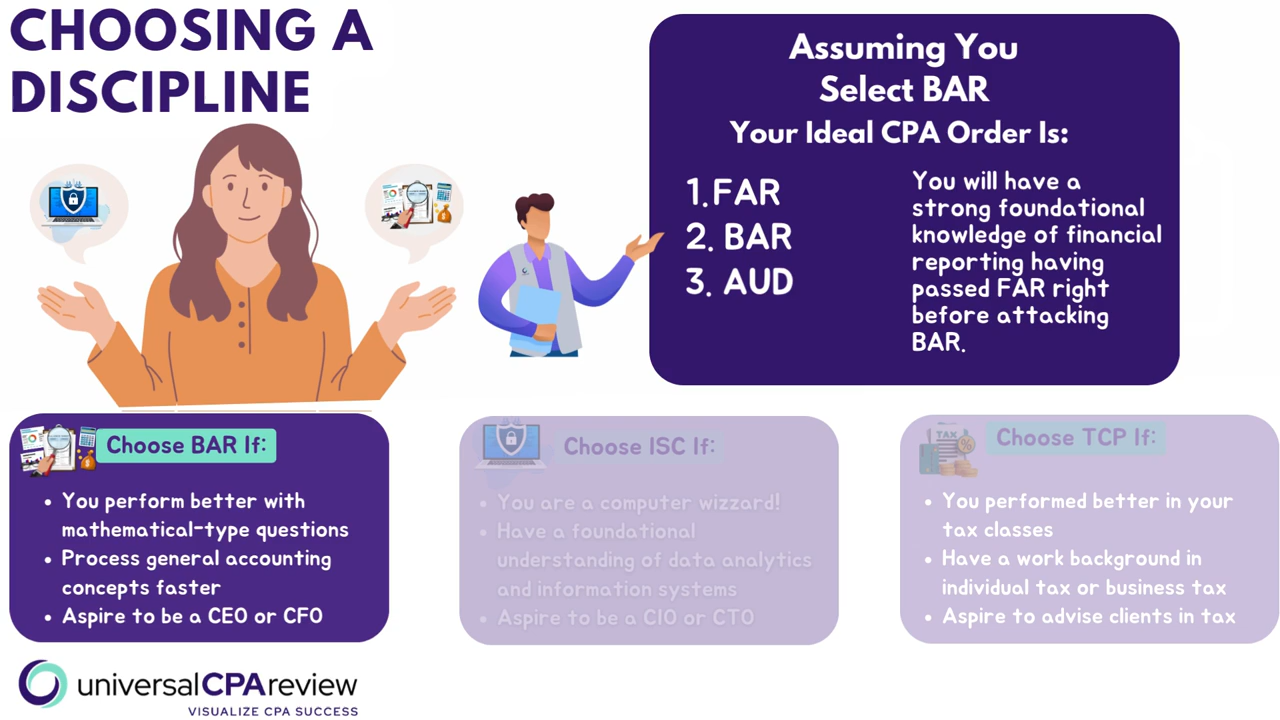 CHOOSING A
DISCIPLINE
Assuming You
Select BAR
Your Ideal CPA Order Is:
1.FAR
2. BAR
3. AUD
You will have a
strong foundational
knowledge of financial
reporting having
passed FAR right
before attacking
BAR.
Choose BAR If:
• You perform better with
mathematical-type questions
• Process general accounting
concepts faster
• Aspire to be a CEO or CFO
Choose ISC If:
• You are a computer wizzard!
• Have a foundational
understanding of data analytics
and information systems
• Aspire to be a CIO or CTO
TAX
%
Choose TCP If:
• You performed better in your
tax classes
• Have a work background in
individual tax or business tax
• Aspire to advise clients in tax
universalCPAreview
VISUALIZE CPA SUCCESS